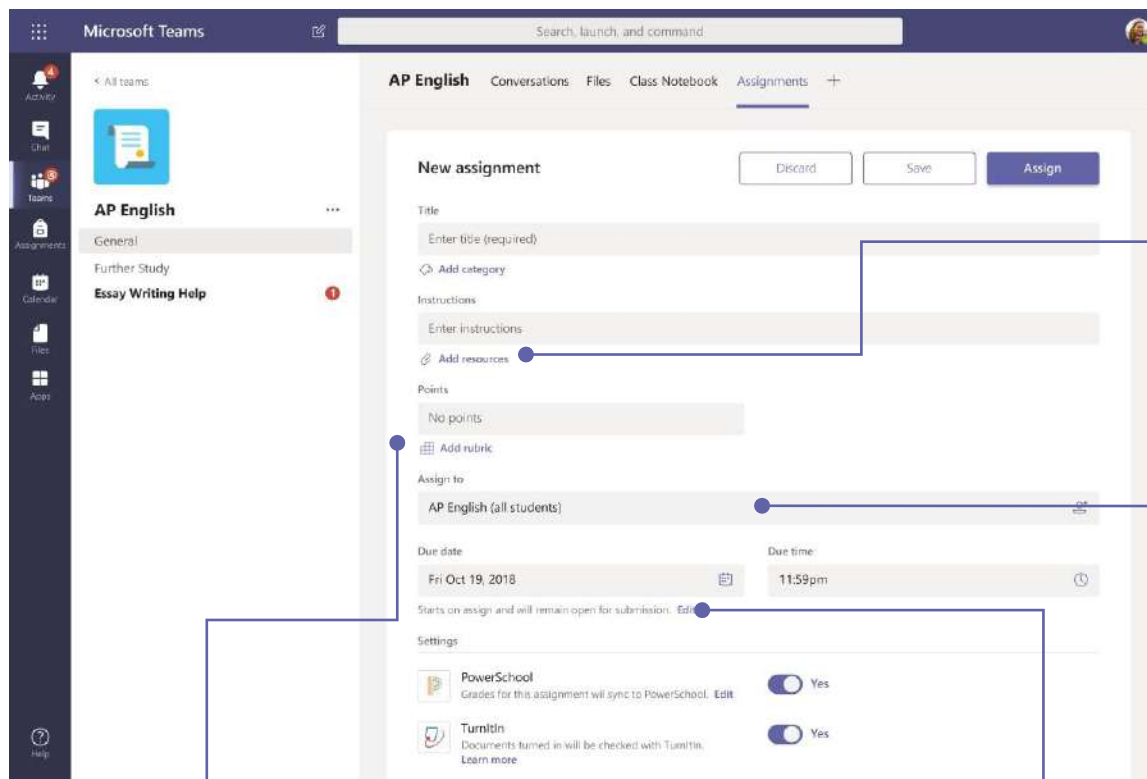 Microsoft Teams
Search, launch, and command
4
Activity
Chat
Teams
Assignments
Calendar
Files
Apps
Help
< All teams
AP English
...
General
Further Study
Essay Writing Help
1
AP English Conversations Files Class Notebook Assignments +
New assignment
Discard
Save
Assign
Title
Enter title (required)
Add category
Instructions
Enter instructions
Add resources
Points
No points
Add rubric
Assign to
AP English (all students)
Due date
Due time
Fri Oct 19, 2018
11:59pm
Starts on assign and will remain open for submission. Edit
Settings
PowerSchool
Yes
Grades for this assignment will sync to PowerSchool. Edit
TurnItIn
Yes
Documents turned in will be checked with TurnItIn.
Learn more